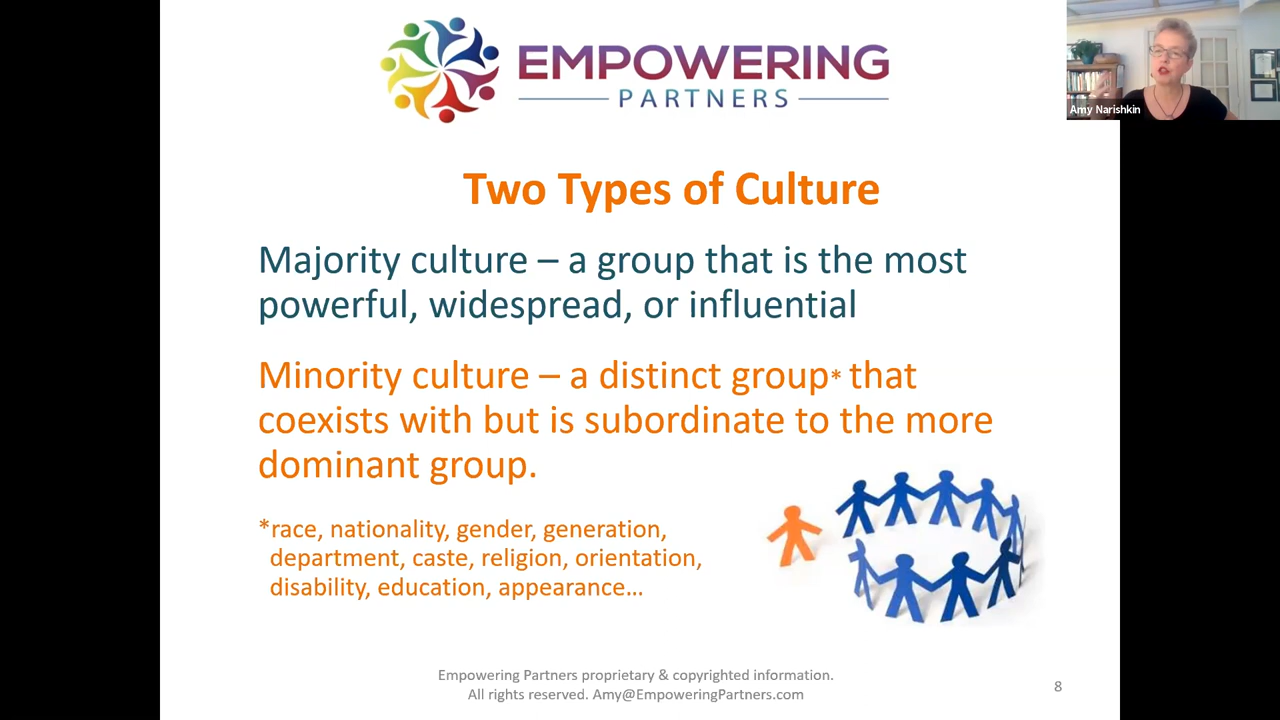 EMPOWERING
PARTNERS
Amy Narishkin
Two Types of Culture
Majority culture – a group that is the most
powerful, widespread, or influential
Minority culture – a distinct group* that
coexists with but is subordinate to the more
dominant group.
*race, nationality, gender, generation,
department, caste, religion, orientation,
disability, education, appearance…
Empowering Partners proprietary & copyrighted information.
All rights reserved. Amy@EmpoweringPartners.com
8